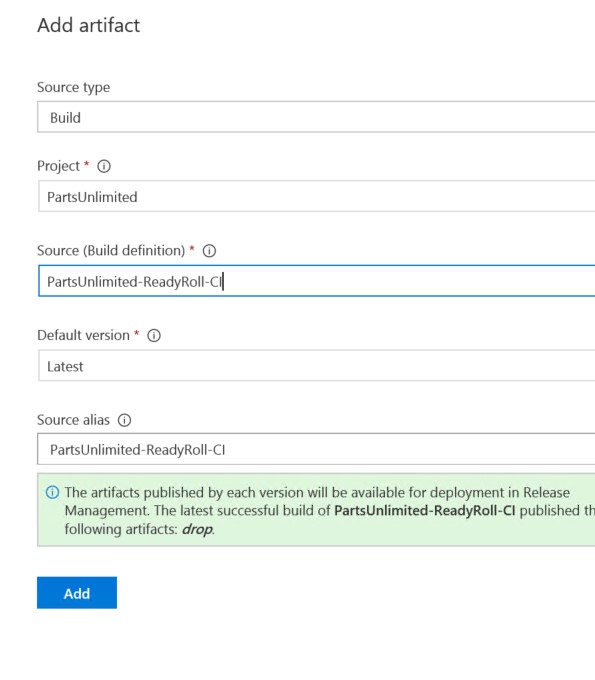 Add artifact
Source type
Build
Project *
PartsUnlimited
Source (Build definition) *
PartsUnlimited-ReadyRoll-CI
Default version *
Latest
Source alias
PartsUnlimited-ReadyRoll-CI
The artifacts published by each version will be available for deployment in Release
Management. The latest successful build of PartsUnlimited-ReadyRoll-CI published th
following artifacts: drop.
Add